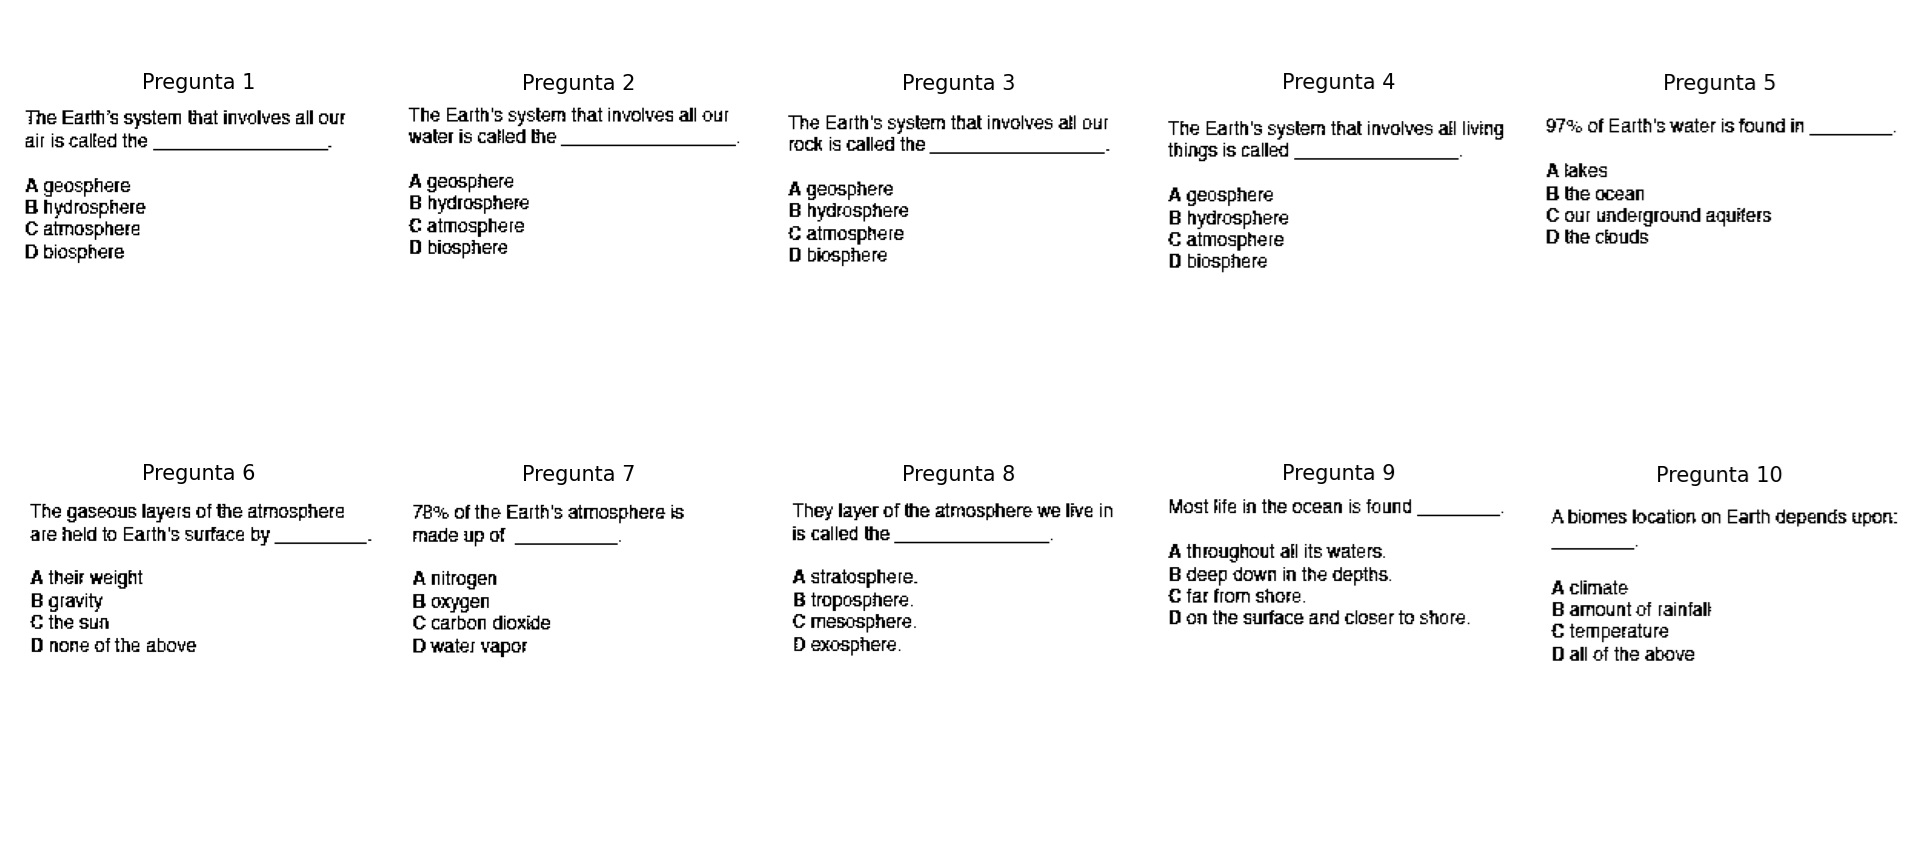 Pregunta 1
The Earth's system that involves all our
air is called the _________________.
A geosphere
B hydrosphere
C atmosphere
D biosphere
Pregunta 2
The Earth's system that involves all our
water is called the _________________.
A geosphere
B hydrosphere
C atmosphere
D biosphere
Pregunta 3
The Earth's system that involves all our
rock is called the _________________.
A geosphere
B hydrosphere
C atmosphere
D biosphere
Pregunta 4
The Earth's system that involves all living
things is called ________________.
A geosphere
B hydrosphere
C atmosphere
D biosphere
Pregunta 5
97% of Earth's water is found in ________.
A lakes
B the ocean
C our underground aquifers
D the clouds
Pregunta 6
The gaseous layers of the atmosphere
are held to Earth's surface by _________.
A their weight
B gravity
C the sun
D none of the above
Pregunta 7
78% of the Earth's atmosphere is
made up of __________.
A nitrogen
B oxygen
C carbon dioxide
D water vapor
Pregunta 8
They layer of the atmosphere we live in
is called the _______________.
A stratosphere.
B troposphere.
C mesosphere.
D exosphere.
Pregunta 9
Most life in the ocean is found ________.
A throughout all its waters.
B deep down in the depths.
C far from shore.
D on the surface and closer to shore.
Pregunta 10
A biomes location on Earth depends upon:
________.
A climate
B amount of rainfall
C temperature
D all of the above